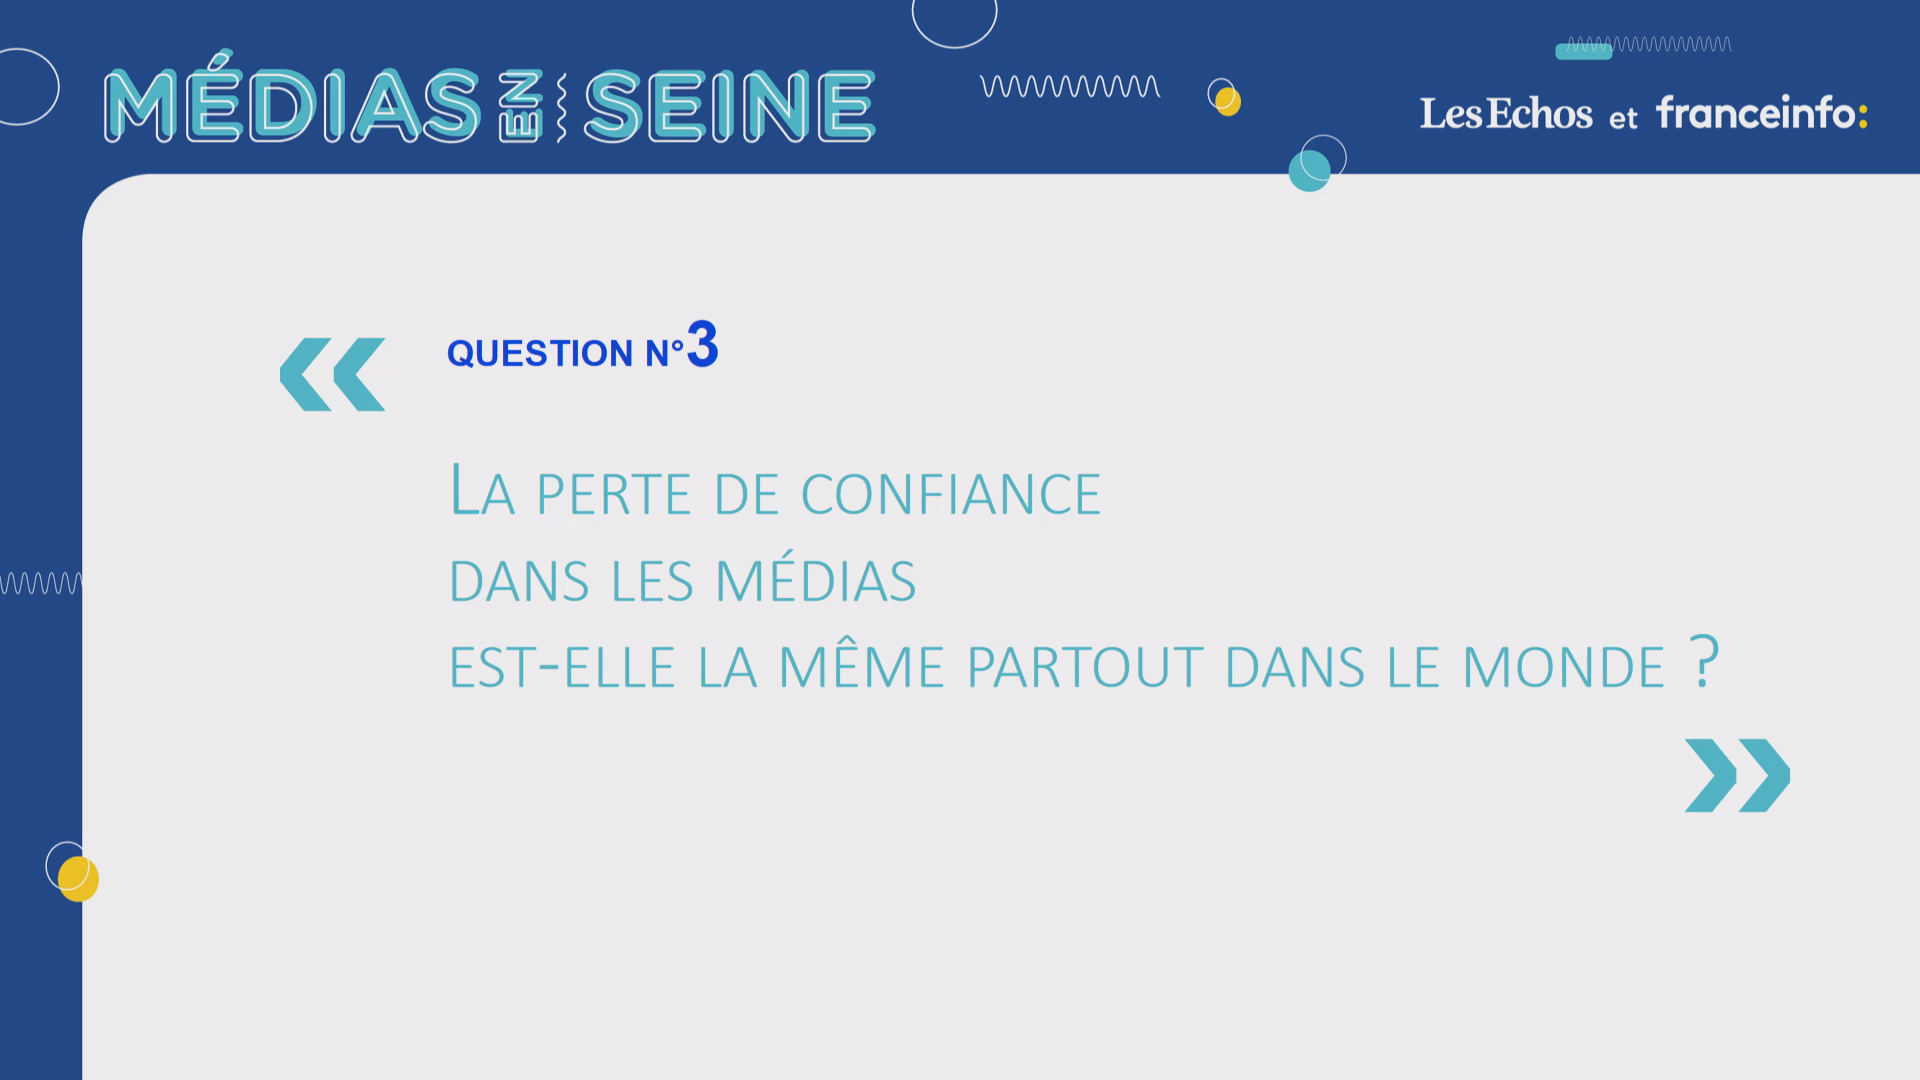 MÉDIAS EN SEINE
Les Echos et franceinfo:
«
QUESTION N°3
LA PERTE DE CONFIANCE
DANS LES MÉDIAS
EST-ELLE LA MÊME PARTOUT DANS LE MONDE ?
»